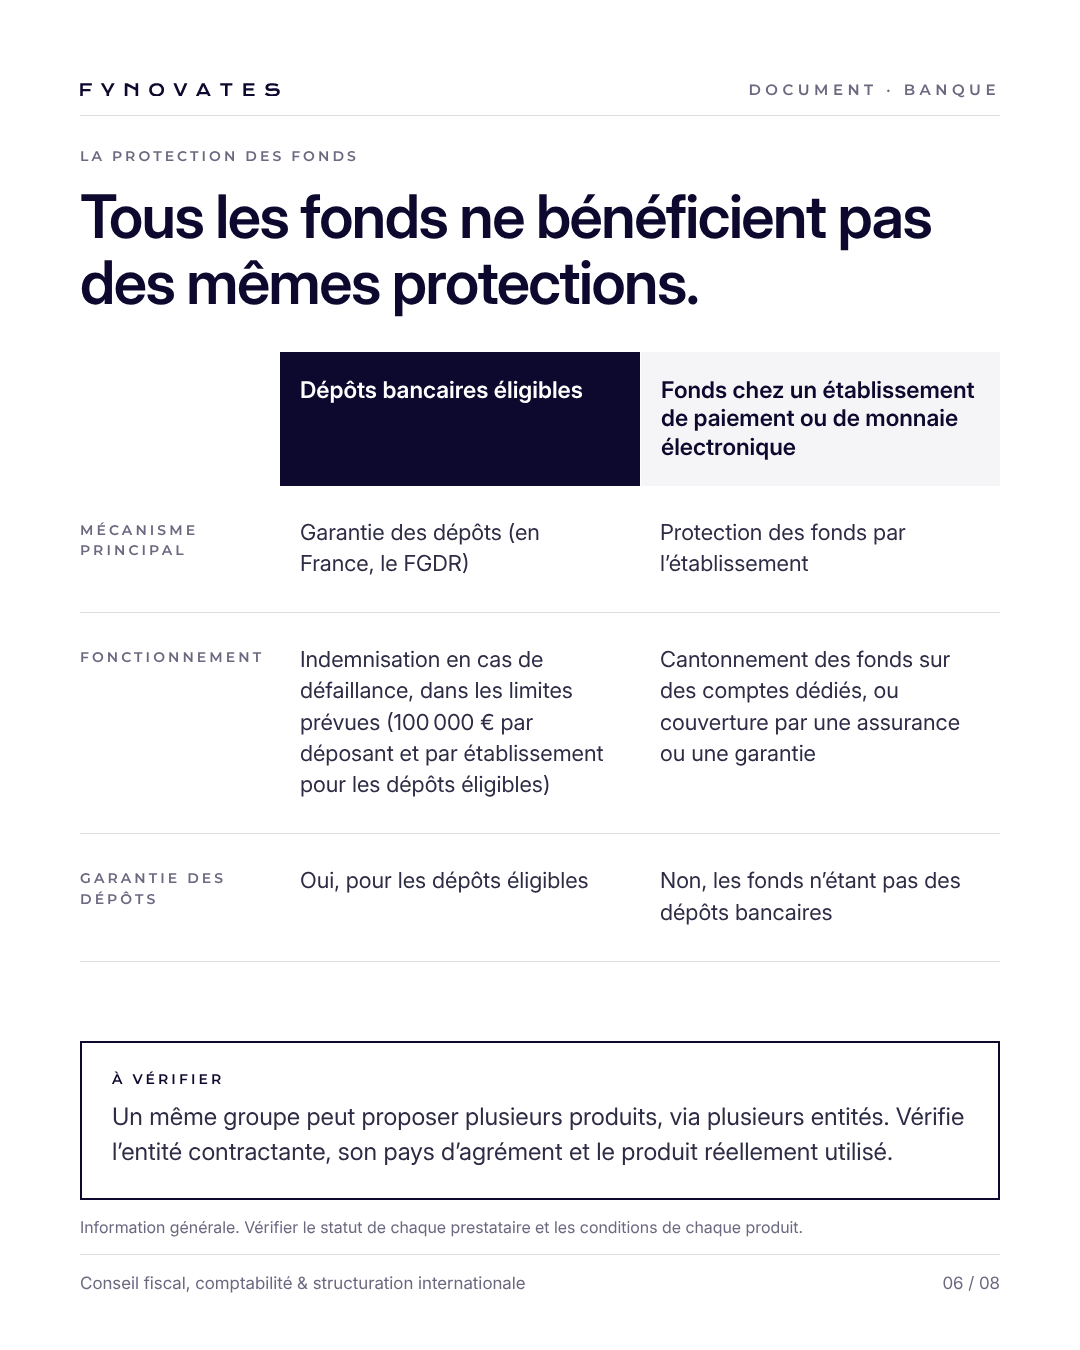 FYNOVATES
DOCUMENT · BANQUE
LA PROTECTION DES FONDS
Tous les fonds ne bénéficient pas
des mêmes protections.
Dépôts bancaires éligibles
Fonds chez un établissement
de paiement ou de monnaie
électronique
MÉCANISME
PRINCIPAL
Garantie des dépôts (en
France, le FGDR)
Protection des fonds par
l’établissement
FONCTIONNEMENT
Indemnisation en cas de
défaillance, dans les limites
prévues (100 000 € par
déposant et par établissement
pour les dépôts éligibles)
Cantonnement des fonds sur
des comptes dédiés, ou
couverture par une assurance
ou une garantie
GARANTIE DES
DÉPÔTS
Oui, pour les dépôts éligibles
Non, les fonds n’étant pas des
dépôts bancaires
À VÉRIFIER
Un même groupe peut proposer plusieurs produits, via plusieurs entités. Vérifie
l’entité contractante, son pays d’agrément et le produit réellement utilisé.
Information générale. Vérifier le statut de chaque prestataire et les conditions de chaque produit.
Conseil fiscal, comptabilité & structuration internationale
06 / 08